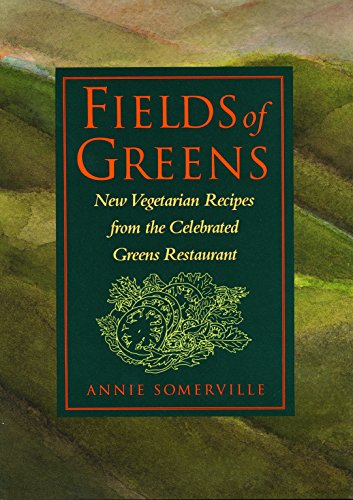 FIELDS of
GREENS
New Vegetarian Recipes
from the Celebrated
Greens Restaurant
ANNIE SOMERVILLE